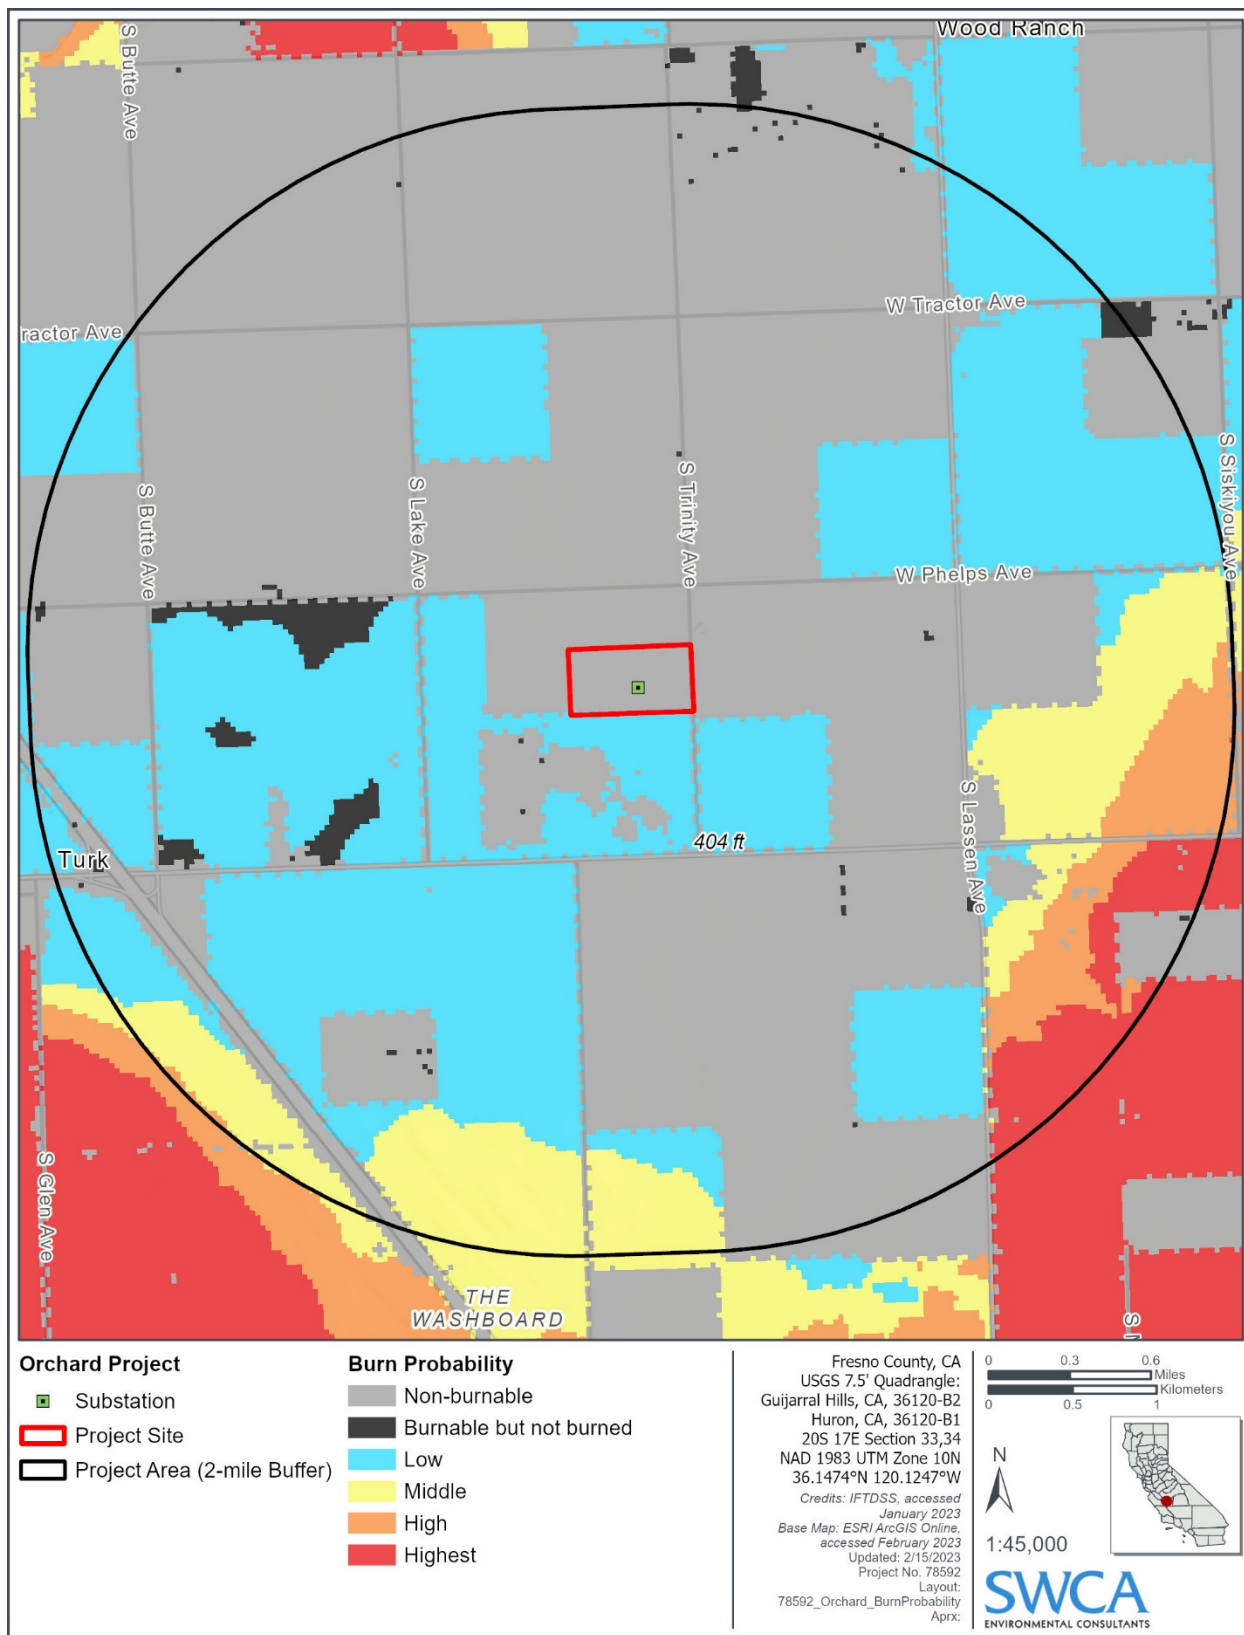 Wood Ranch
S Butte Ave
W Tractor Ave
ractor Ave
S Butte Ave
S Lake Ave
S Trinity Ave
S Siskiyou Ave
W Phelps Ave
S Lassen Ave
404 ft
Turk
S Glen Ave
THE
WASHBOARD
Orchard Project
Substation
Project Site
Project Area (2-mile Buffer)
Burn Probability
Non-burnable
Burnable but not burned
Low
Middle
High
Highest
Fresno County, CA
USGS 7.5' Quadrangle:
Guijarral Hills, CA, 36120-B2
Huron, CA, 36120-B1
20S 17E Section 33,34
NAD 1983 UTM Zone 10N
36.1474°N 120.1247°W
Credits: IFTDSS, accessed
January 2023
Base Map: ESRI ArcGIS Online,
accessed February 2023
Updated: 2/15/2023
Project No. 78592
Layout:
78592_Orchard_BurnProbability
Aprx:
0 0.3 0.6
Miles
Kilometers
0 0.5 1
N
1:45,000
SWCA
ENVIRONMENTAL CONSULTANTS